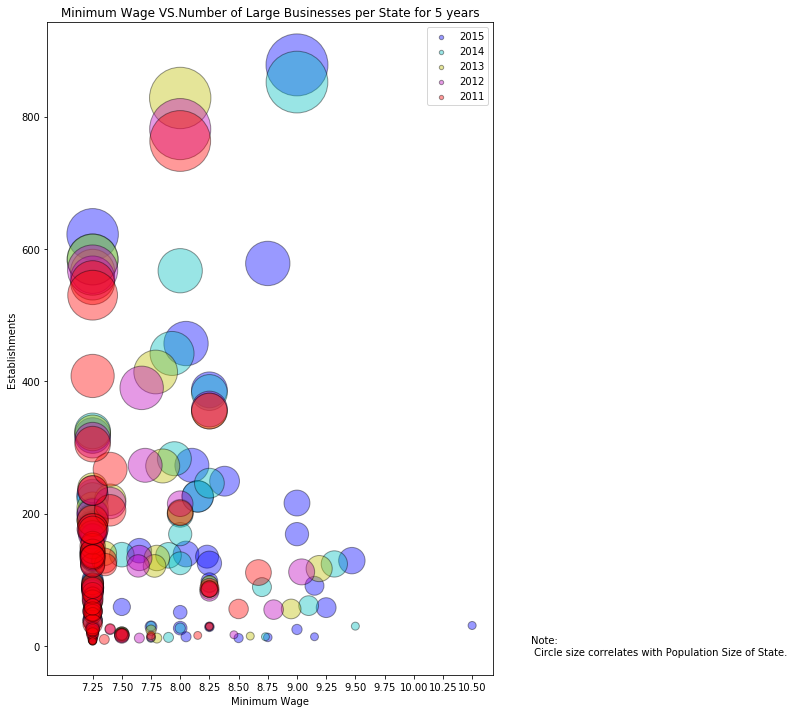 Minimum Wage VS.Number of Large Businesses per State for 5 years
2015
2014
2013
2012
2011
800
600
400
200
0
Establishments
7.25 7.50 7.75 8.00 8.25 8.50 8.75 9.00 9.25 9.50 9.75 10.00 10.25 10.50
Minimum Wage
Note:
Circle size correlates with Population Size of State.